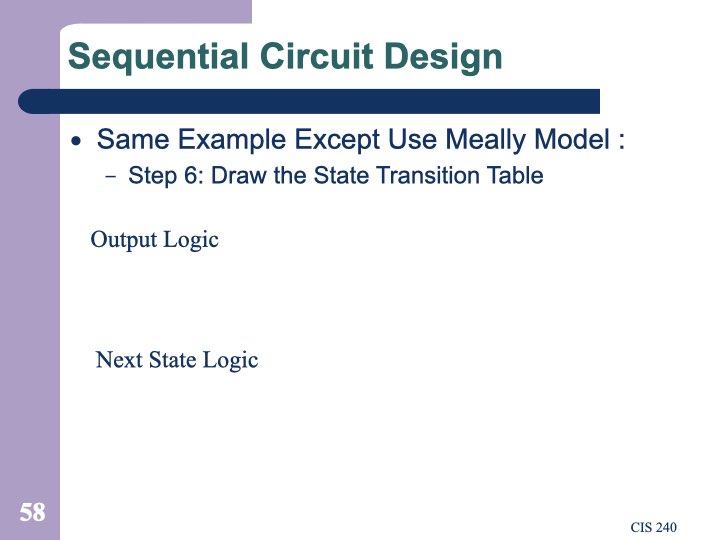 Sequential Circuit Design
• Same Example Except Use Meally Model :
– Step 6: Draw the State Transition Table
Output Logic
Next State Logic
58
CIS 240